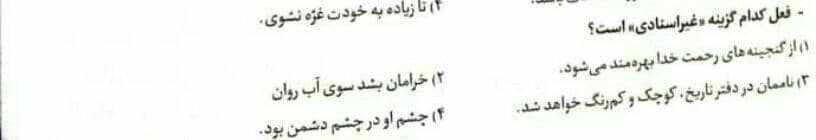 ۴) تا زیاده به خودت غرّه نشوی.
- فعل کدام گزینه «غیراسنادی» است؟
۱) از گنجینه‌های رحمت خدا بهره‌مند می‌شود.
۲) خرامان بشد سوی آب روان
۳) ناممان در دفتر تاریخ، کوچک و کم‌رنگ خواهد شد.
۴) چشم او در چشم دشمن بود.